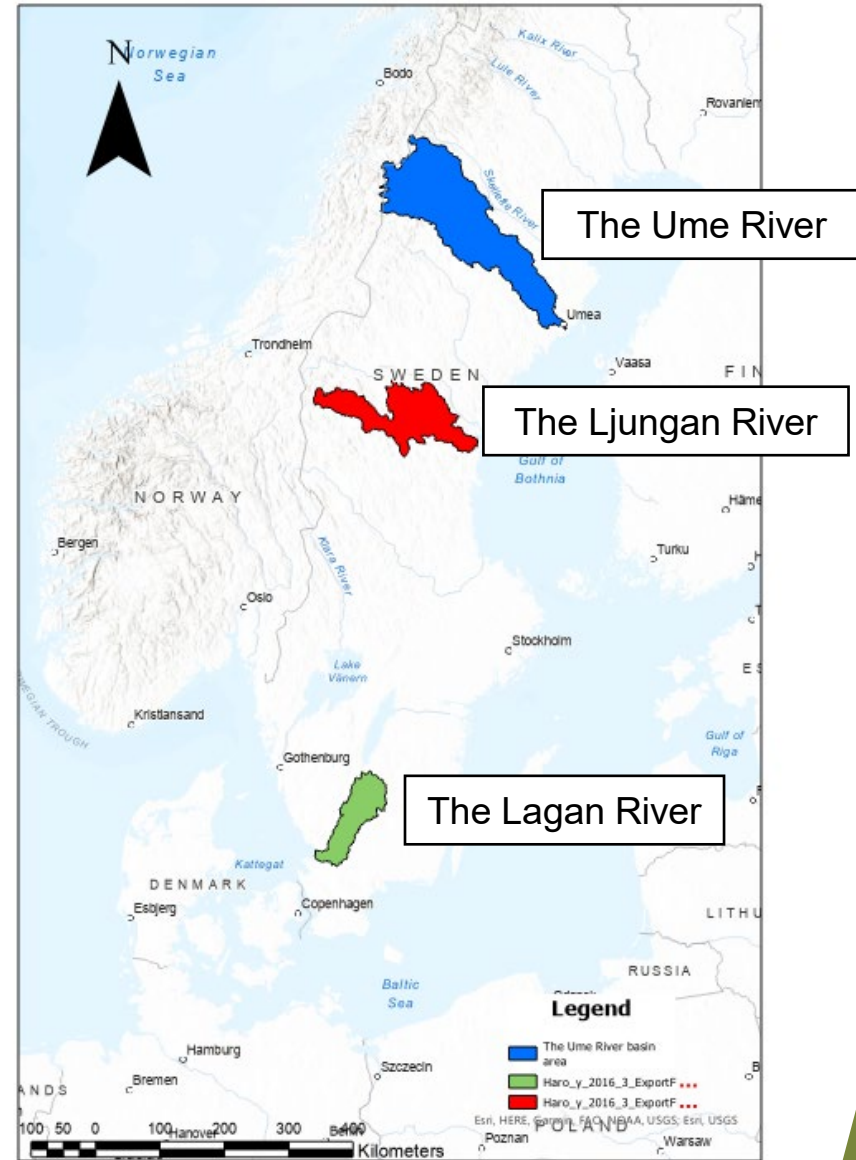 N
Norwegian
Sea
Bodo
Kalix River
Lule River
Rovaniem
Skellefte River
The Ume River
Umea
Trondheim
Vaasa
SWEDEN
FIN
The Ljungan River
Gulf of
Bothnia
NORWAY
Häme
Bergen
Klara River
Turku
H
Oslo
T
Stockholm
ES
Lake
Vänern
Kristiansand
Gulf of
Riga
Gothenburg
The Lagan River
Kattegat
DENMARK
Esbjerg
Copenhagen
LITHU
RUSSIA
Baltic
Sea
Legend
The Ume River basin
area
Haro_y_2016_3_ExportF ...
Haro_y_2016_3_ExportF ...
Hamburg
Szczecin
B
Bremen
ANDS
Esri, HERE, Garmin, FAO, NOAA, USGS; Esri, USGS
POLAND
100 50 0 100 200 300 400
Kilometers
Hanover
Berlin
Poznan
Warsaw